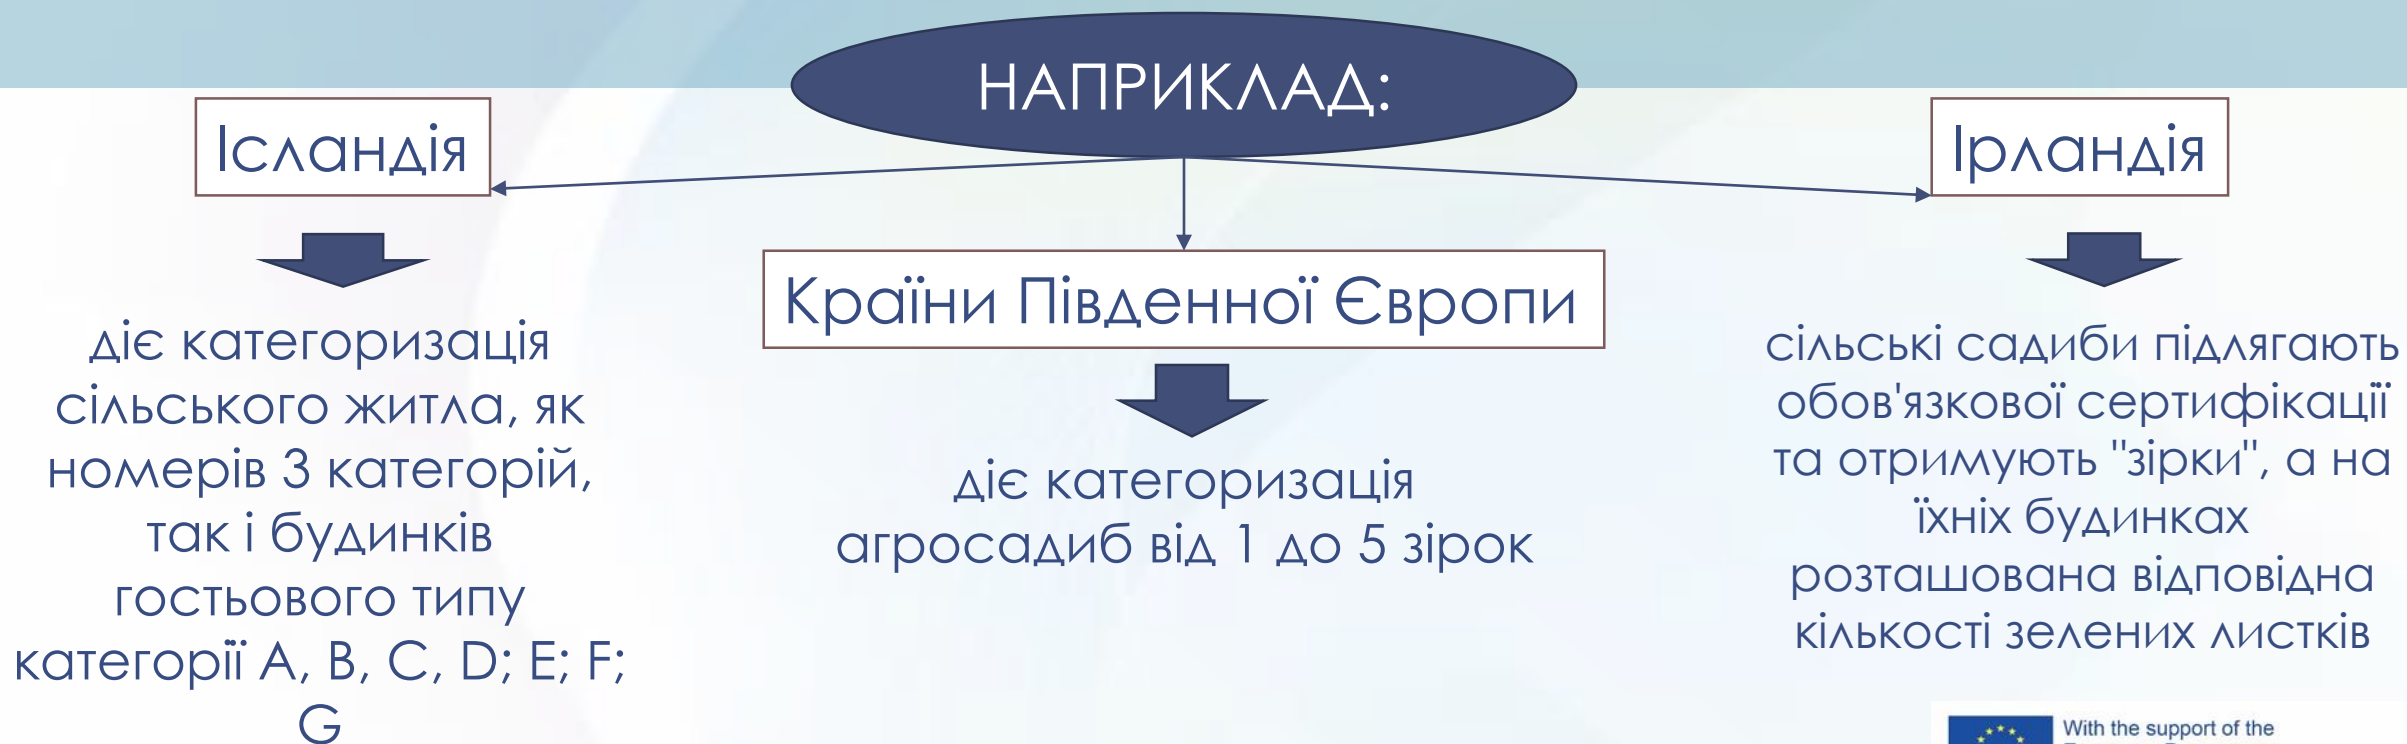 НАПРИКЛАД:
Ісландія
діє категоризація
сільського житла, як
номерів 3 категорій,
так і будинків
гостьового типу
категорії A, B, C, D; E; F;
G
Країни Південної Європи
діє категоризація
агросадиб від 1 до 5 зірок
Ірландія
сільські садиби підлягають
обов'язкової сертифікації
та отримують "зірки", а на
їхніх будинках
розташована відповідна
кількості зелених листків
With the support of the